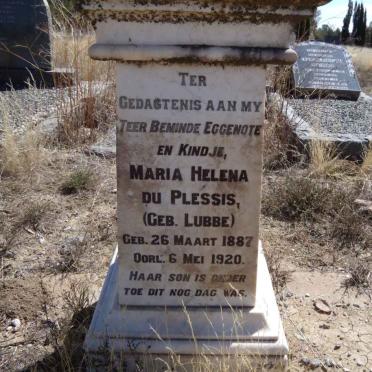 TER
GEDAGTENIS AAN MY
TEER BEMINDE EGGENOTE
EN KINDJE,
MARIA HELENA
DU PLESSIS,
(GEB. LUBBE)
GEB. 26 MAART 1887
OORL. 6 MEI 1920.
HAAR SON IS ONDER
TOE DIT NOG DAG WAS.